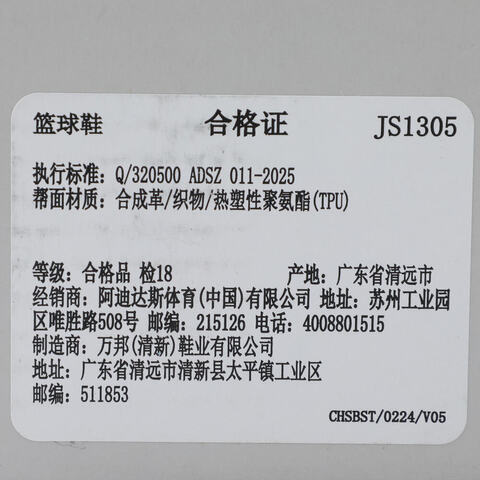 篮球鞋 合格证 JS1305
执行标准: Q/320500 ADSZ 011-2025
帮面材质: 合成革/织物/热塑性聚氨酯(TPU)
等级: 合格品 检18 产地: 广东省清远市
经销商: 阿迪达斯体育(中国)有限公司 地址: 苏州工业园
区唯胜路508号 邮编: 215126 电话: 4008801515
制造商: 万邦(清新)鞋业有限公司
地址: 广东省清远市清新县太平镇工业区
邮编: 511853
CHSBST/0224/V05